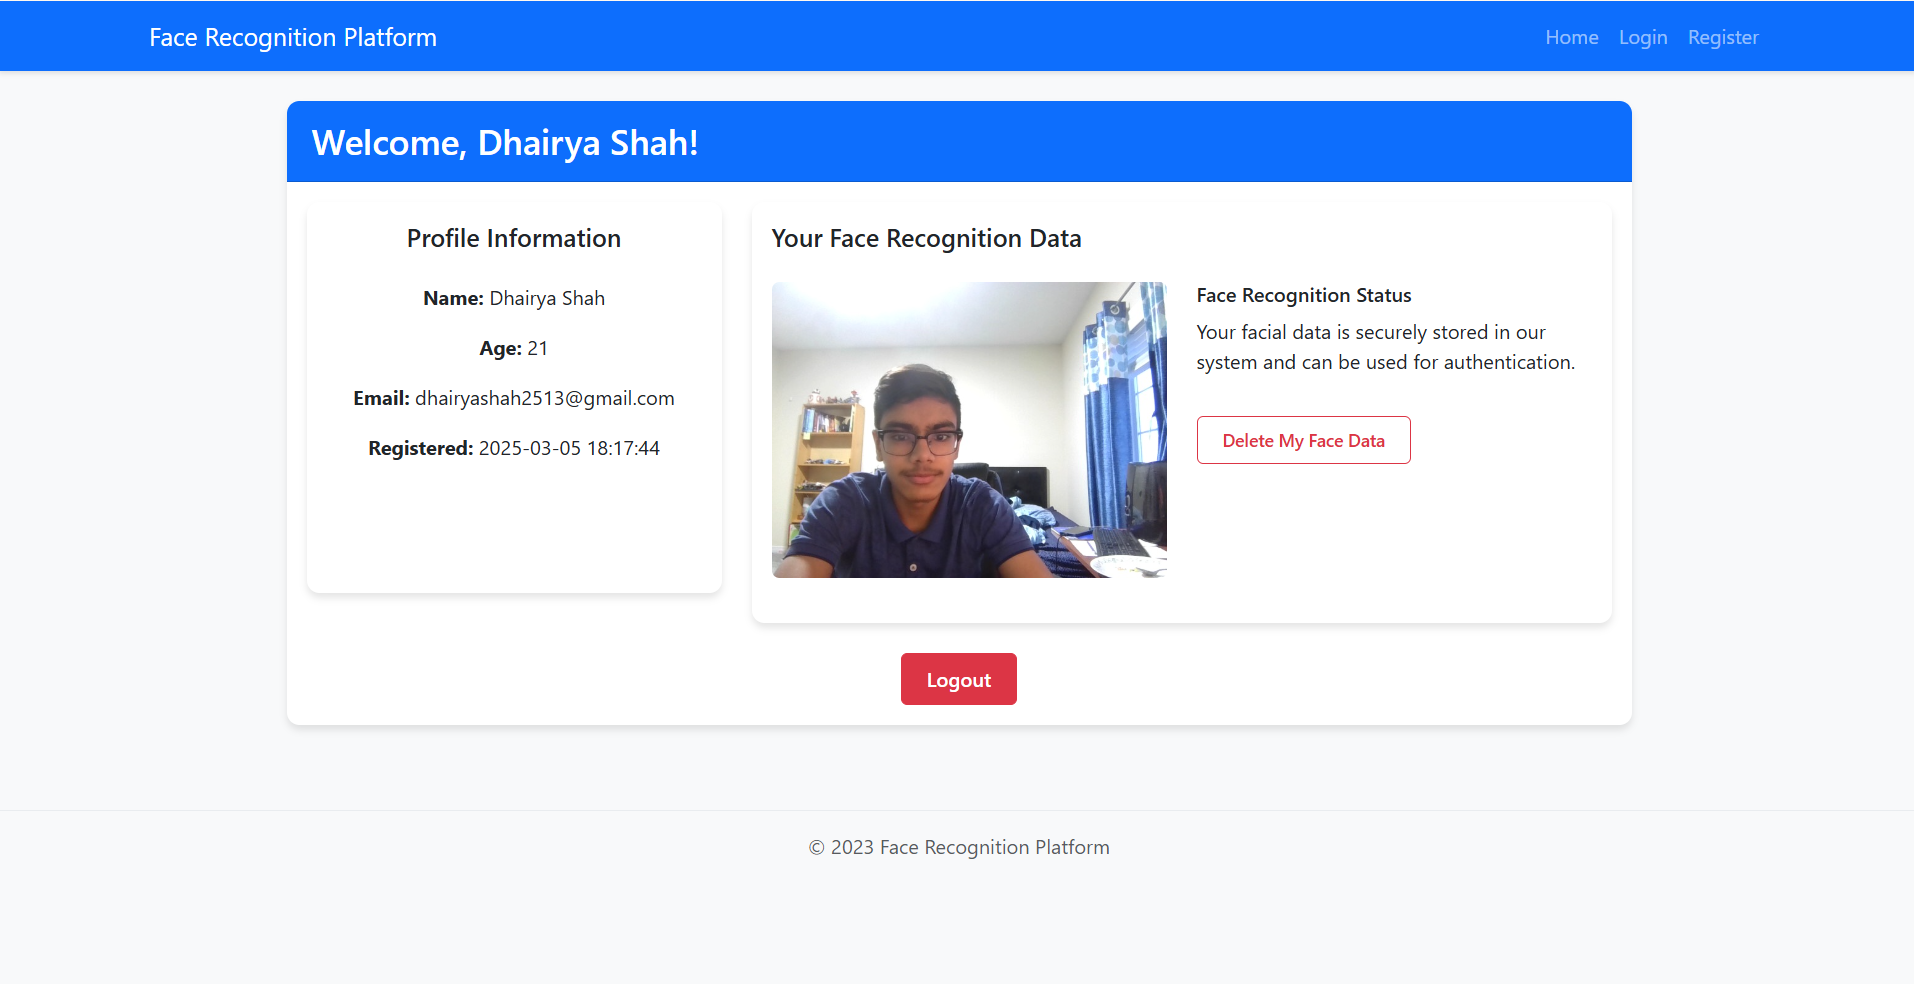 Face Recognition Platform
Home Login Register
Welcome, Dhairya Shah!
Profile Information
Name: Dhairya Shah
Age: 21
Email: dhairyashah2513@gmail.com
Registered: 2025-03-05 18:17:44
Your Face Recognition Data
Face Recognition Status
Your facial data is securely stored in our
system and can be used for authentication.
Delete My Face Data
Logout
© 2023 Face Recognition Platform